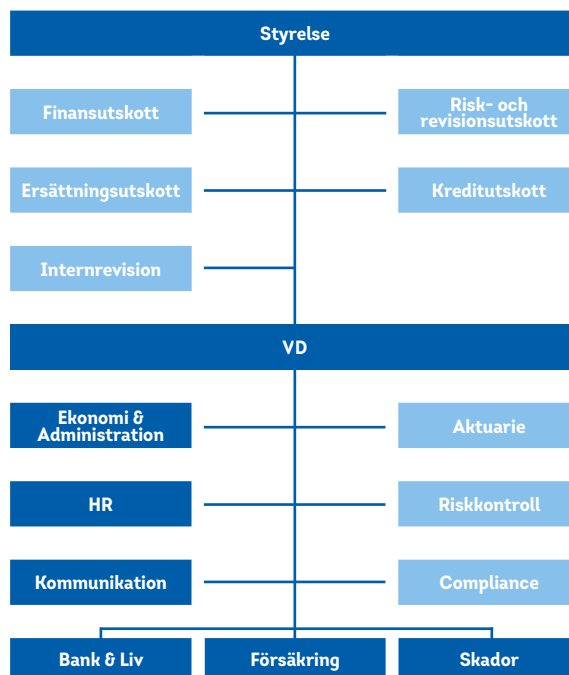 Styrelse
Finansutskott
Risk- och
revisionsutskott
Ersättningsutskott
Kreditutskott
Internrevision
VD
Ekonomi &
Administration
Aktuarie
HR
Riskkontroll
Kommunikation
Compliance
Bank & Liv
Försäkring
Skador